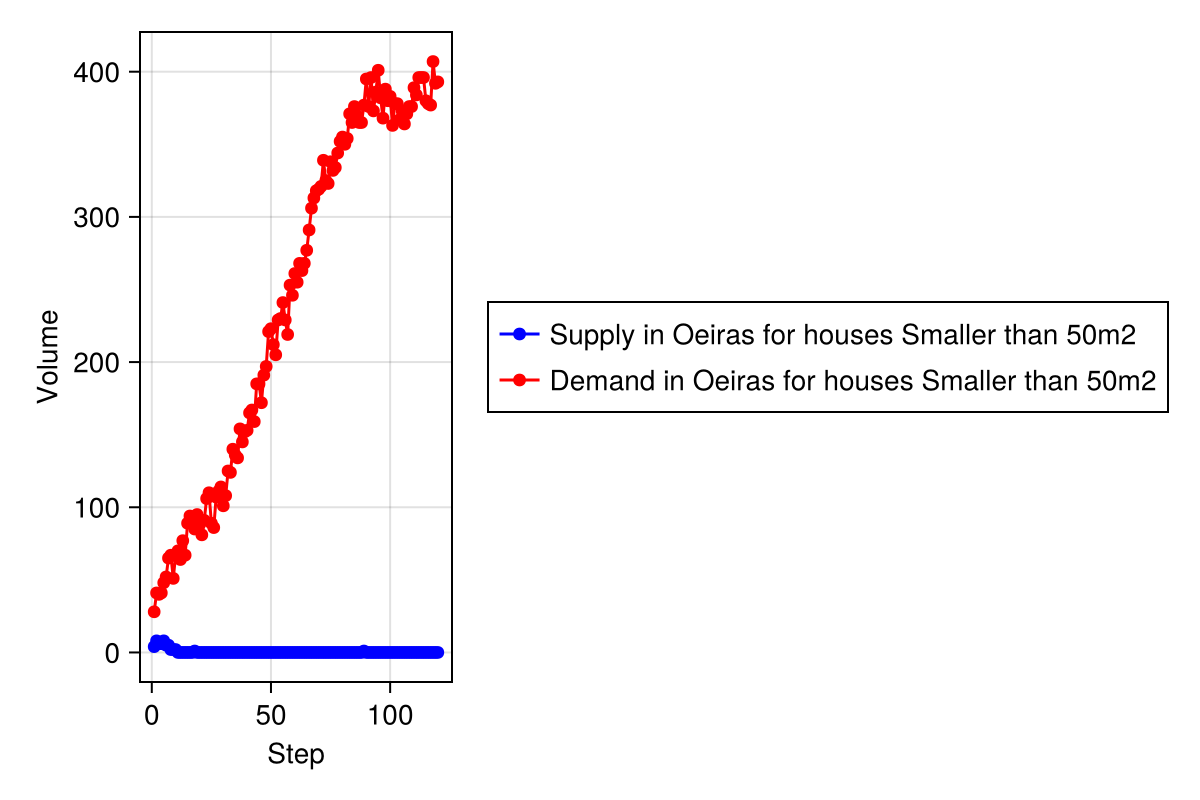 400
300
200
100
0
Volume
0 50 100
Step
Supply in Oeiras for houses Smaller than 50m2
Demand in Oeiras for houses Smaller than 50m2